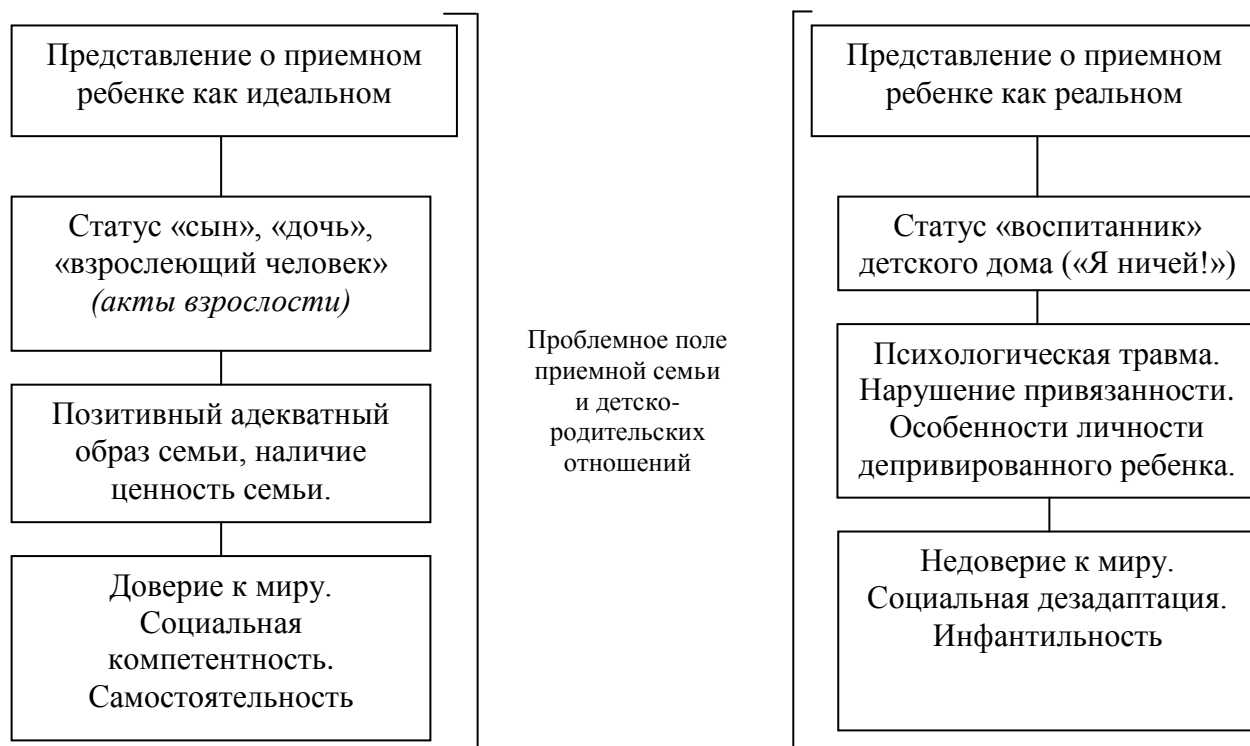 Представление о приемном
ребенке как идеальном
Статус «сын», «дочь»,
«взрослеющий человек»
(акты взрослости)
Позитивный адекватный
образ семьи, наличие
ценность семьи.
Доверие к миру.
Социальная
компетентность.
Самостоятельность
Проблемное поле
приемной семьи
и детско-
родительских
отношений
Представление о приемном
ребенке как реальном
Статус «воспитанник»
детского дома («Я ничей!»)
Психологическая травма.
Нарушение привязанности.
Особенности личности
депривированного ребенка.
Недоверие к миру.
Социальная дезадаптация.
Инфантильность